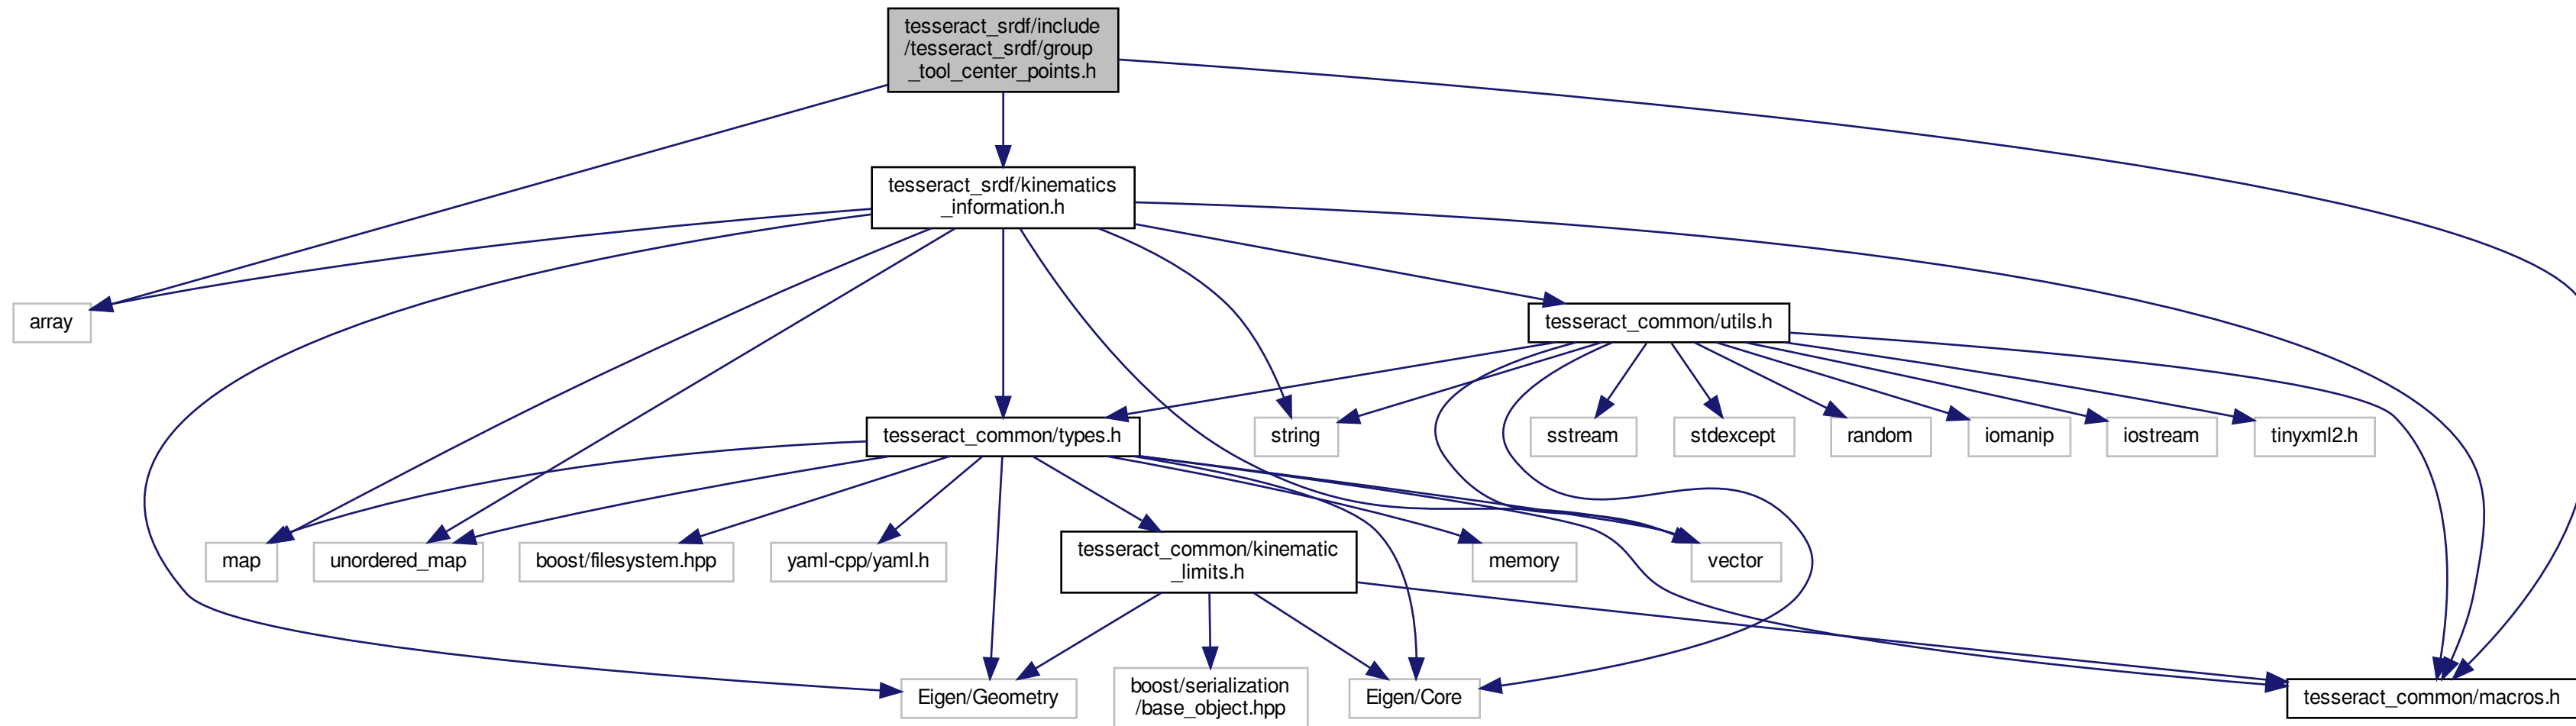 tesseract_srdf/include
/tesseract_srdf/group
_tool_center_points.h
tesseract_srdf/kinematics
_information.h
array
tesseract_common/utils.h
tesseract_common/types.h
string
sstream
stdexcept
random
iomanip
iostream
tinyxml2.h
map
unordered_map
boost/filesystem.hpp
yaml-cpp/yaml.h
tesseract_common/kinematic
_limits.h
memory
vector
Eigen/Geometry
boost/serialization
/base_object.hpp
Eigen/Core
tesseract_common/macros.h